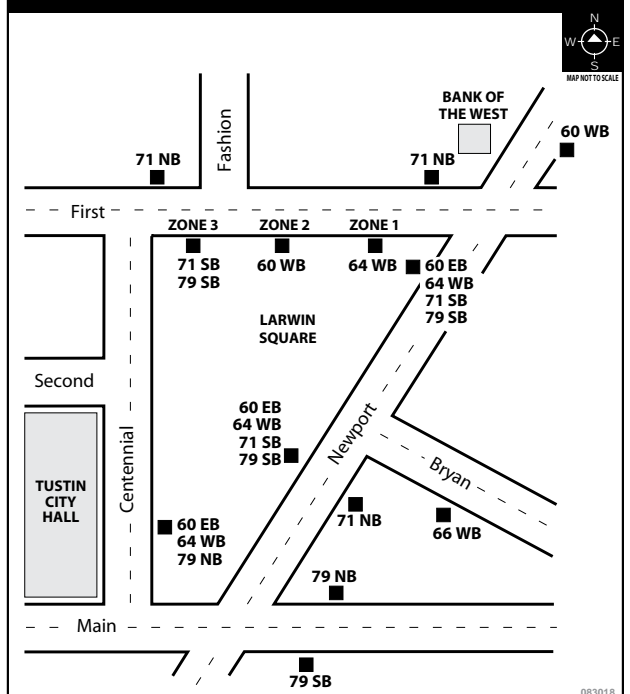 N
W
E
S
MAP NOT TO SCALE
BANK OF
THE WEST
60 WB
71 NB
Fashion
71 NB
First
ZONE 3
ZONE 2
ZONE 1
71 SB
79 SB
60 WB
64 WB
60 EB
64 WB
71 SB
79 SB
LARWIN
SQUARE
Second
60 EB
64 WB
71 SB
79 SB
Newport
Bryan
Centennial
TUSTIN
CITY
HALL
60 EB
64 WB
79 NB
71 NB
66 WB
79 NB
Main
79 SB
083018